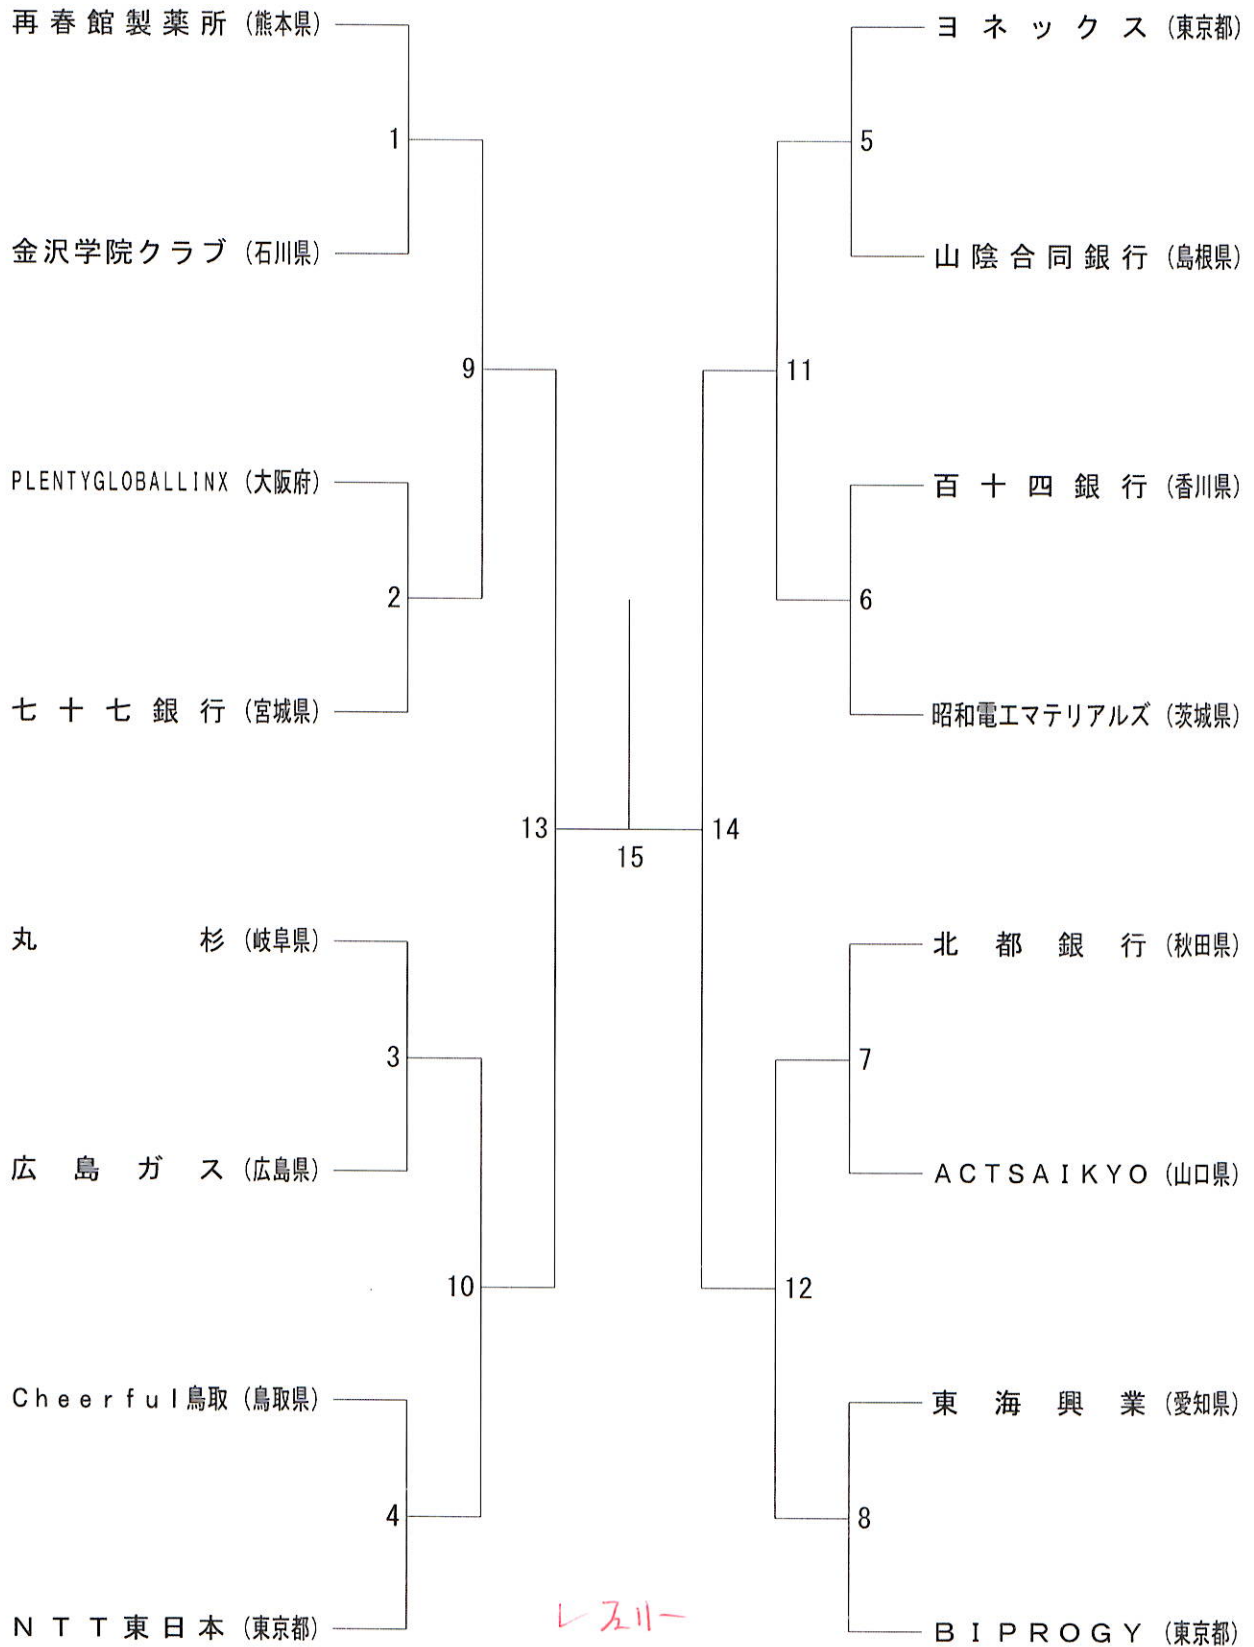 再春館製薬所 (熊本県)
1
金沢学院クラブ (石川県)
9
PLENTYGLOBALLINX (大阪府)
2
七十七銀行 (宮城県)
13
丸杉 (岐阜県)
3
広島ガス (広島県)
10
Cheerful鳥取 (鳥取県)
4
NTT東日本 (東京都)
15
ヨネックス (東京都)
5
山陰合同銀行 (島根県)
11
百十四銀行 (香川県)
6
昭和電工マテリアルズ (茨城県)
14
北都銀行 (秋田県)
7
ACTSAIKYO (山口県)
12
東海興業 (愛知県)
8
BIPROGY (東京都)
レフェリー